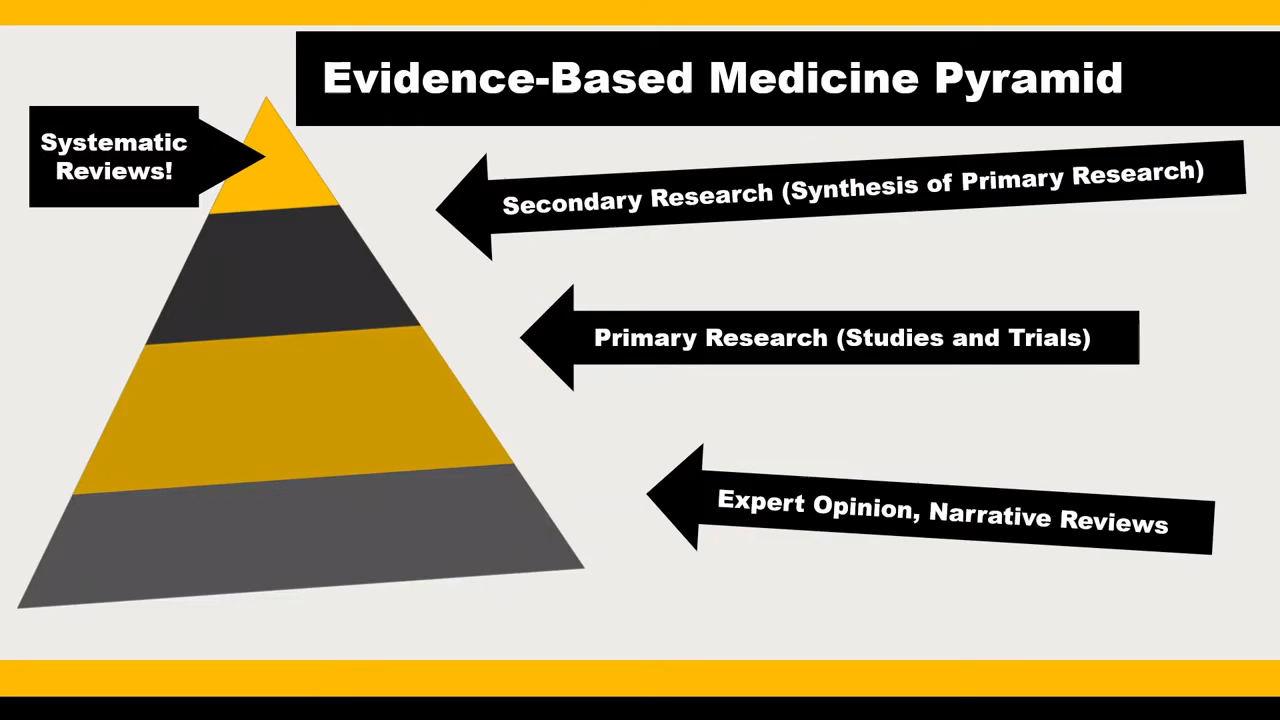 Evidence-Based Medicine Pyramid
Systematic
Reviews!
Secondary Research (Synthesis of Primary Research)
Primary Research (Studies and Trials)
Expert Opinion, Narrative Reviews